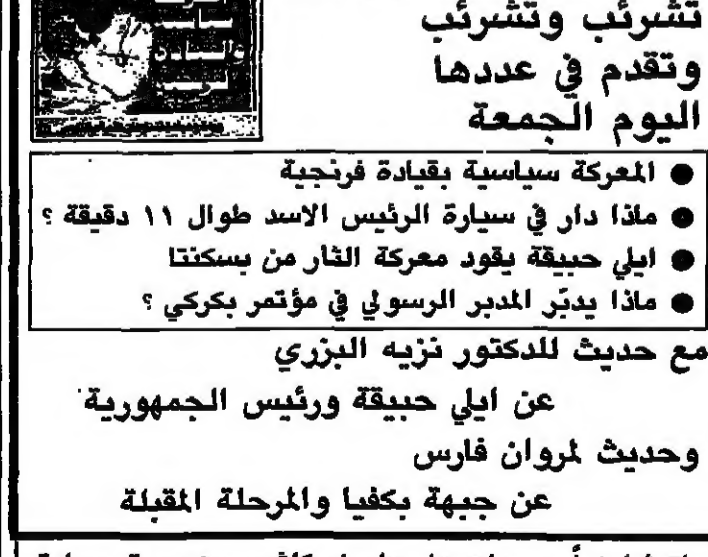 تشرئب وتشرئب
وتقدم في عددها
اليوم الجمعة
● المعركة سياسية بقيادة فرنجية
● ماذا دار في سيارة الرئيس الاسد طوال ١١ دقيقة ؟
● ايلي حبيقة يقود معركة الثار من بسكنتا
● ماذا يدبّر المدبر الرسولي في مؤتمر بكركي ؟
مع حديث للدكتور نزيه البزري
عن ايلي حبيقة ورئيس الجمهورية
وحديث لمروان فارس
عن جبهة بكفيا والمرحلة المقبلة